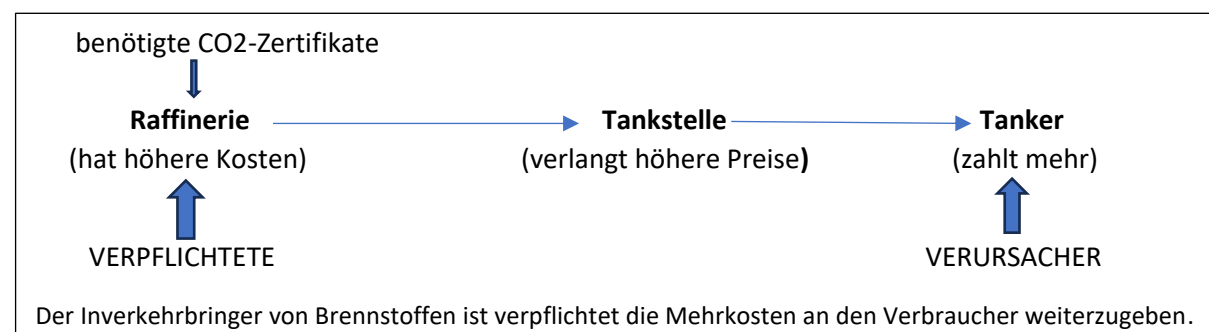 benötigte CO2-Zertifikate
Raffinerie Tankstelle Tanker
(hat höhere Kosten) (verlangt höhere Preise) (zahlt mehr)
VERPFLICHTETE VERURSACHER
Der Inverkehrbringer von Brennstoffen ist verpflichtet die Mehrkosten an den Verbraucher weiterzugeben.